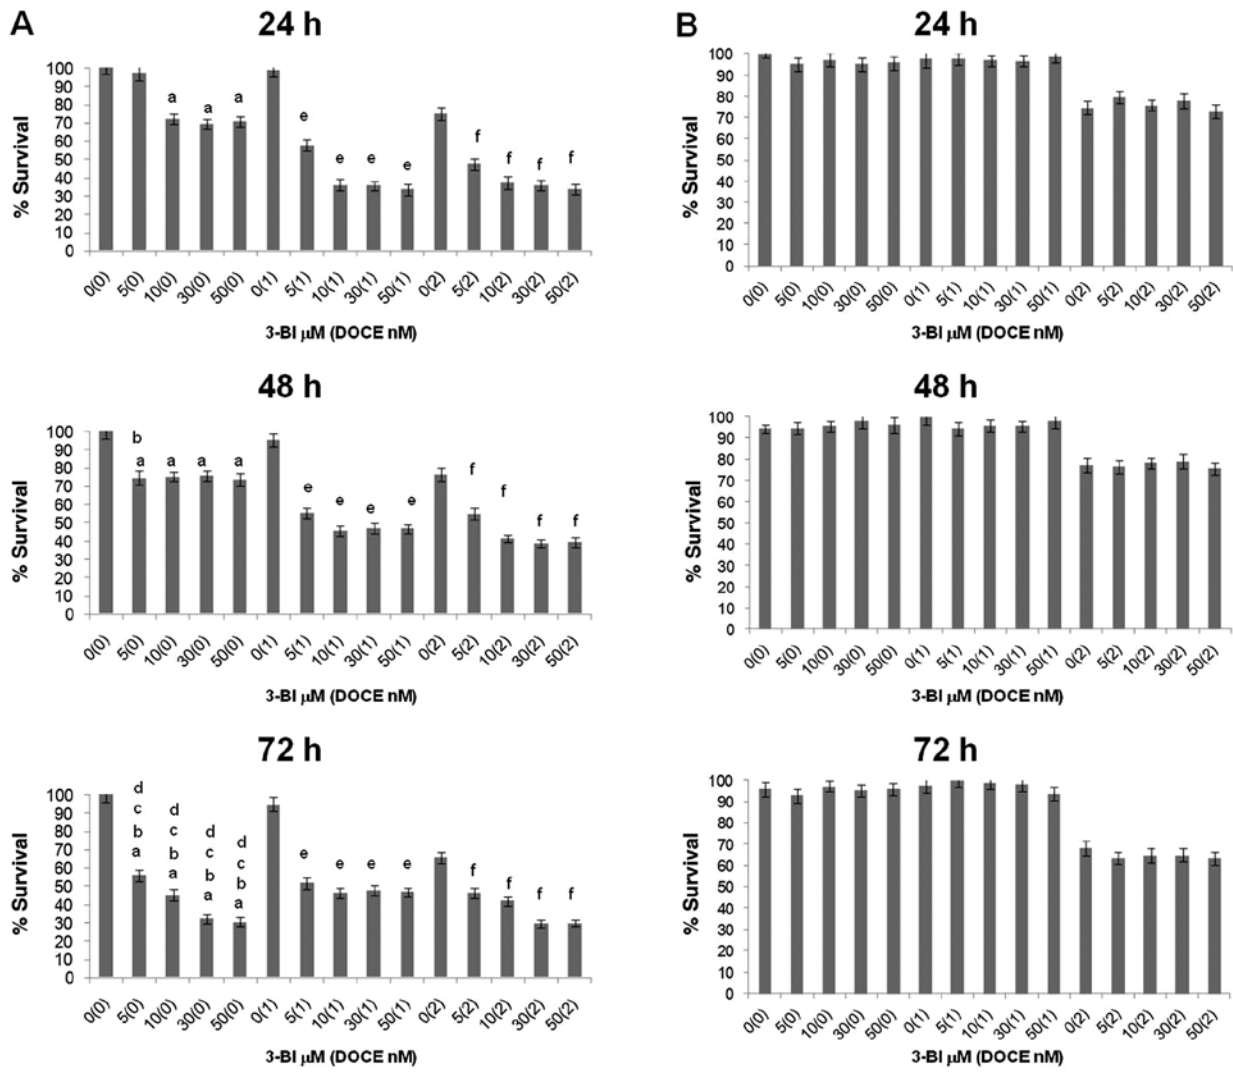 A
24 h
% Survival
100
90
80
70
60
50
40
30
20
10
0
a a a e e e e f f f f
0(0) 5(0) 10(0) 30(0) 50(0) 0(1) 5(1) 10(1) 30(1) 50(1) 0(2) 5(2) 10(2) 30(2) 50(2)
3-BI µM (DOCE nM)
48 h
% Survival
100
90
80
70
60
50
40
30
20
10
0
b
a a a a e e e e f f f f
0(0) 5(0) 10(0) 30(0) 50(0) 0(1) 5(1) 10(1) 30(1) 50(1) 0(2) 5(2) 10(2) 30(2) 50(2)
3-BI µM (DOCE nM)
72 h
% Survival
100
90
80
70
60
50
40
30
20
10
0
d d d d
c c c c
b b b b
a a a a e e e e f f f f
0(0) 5(0) 10(0) 30(0) 50(0) 0(1) 5(1) 10(1) 30(1) 50(1) 0(2) 5(2) 10(2) 30(2) 50(2)
3-BI µM (DOCE nM)
B
24 h
% Survival
100
90
80
70
60
50
40
30
20
10
0
0(0) 5(0) 10(0) 30(0) 50(0) 0(1) 5(1) 10(1) 30(1) 50(1) 0(2) 5(2) 10(2) 30(2) 50(2)
3-BI µM (DOCE nM)
48 h
% Survival
100
90
80
70
60
50
40
30
20
10
0
0(0) 5(0) 10(0) 30(0) 50(0) 0(1) 5(1) 10(1) 30(1) 50(1) 0(2) 5(2) 10(2) 30(2) 50(2)
3-BI µM (DOCE nM)
72 h
% Survival
100
90
80
70
60
50
40
30
20
10
0
0(0) 5(0) 10(0) 30(0) 50(0) 0(1) 5(1) 10(1) 30(1) 50(1) 0(2) 5(2) 10(2) 30(2) 50(2)
3-BI µM (DOCE nM)